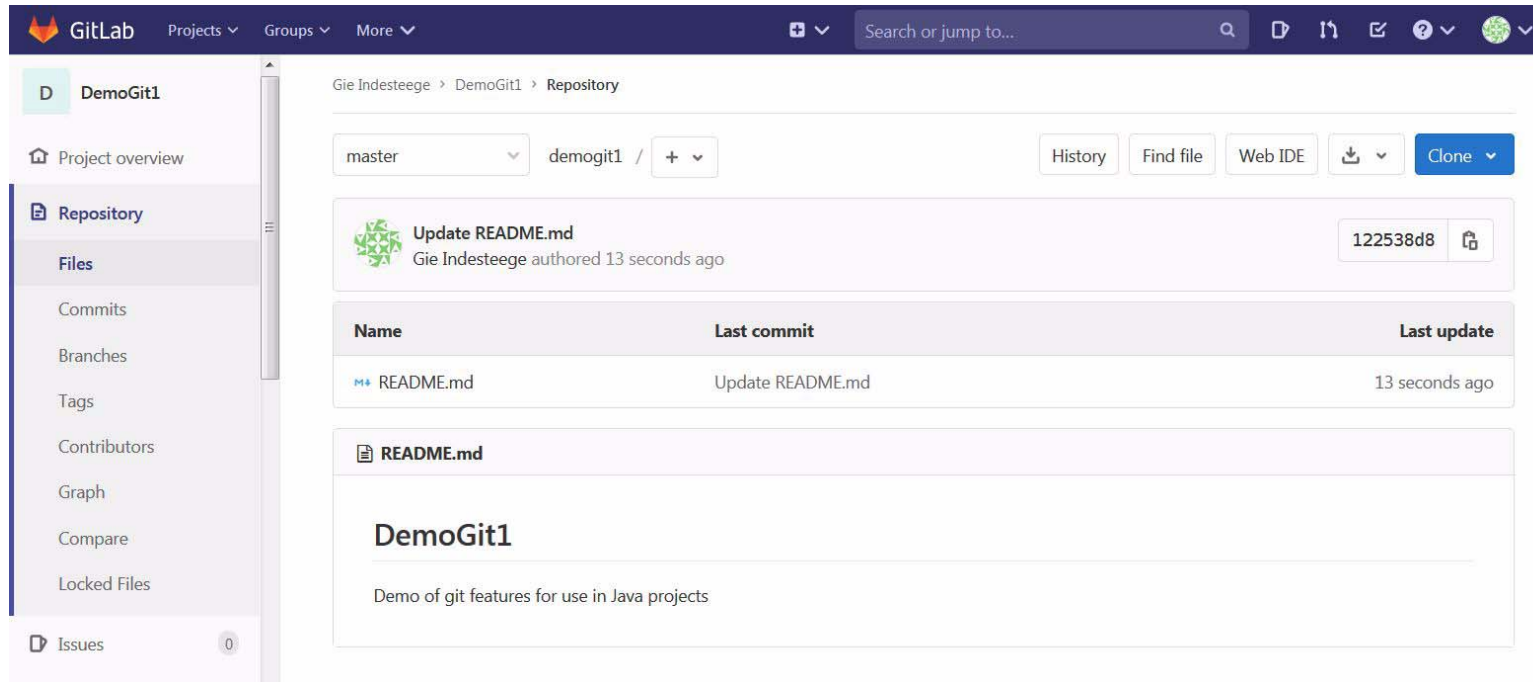 GitLab Projects Groups More Search or jump to...
D DemoGit1
Project overview
Repository
Files
Commits
Branches
Tags
Contributors
Graph
Compare
Locked Files
Issues 0
Gie Indesteege > DemoGit1 > Repository
master demogit1 / + History Find file Web IDE Clone
Update README.md
Gie Indesteege authored 13 seconds ago
122538d8
Name Last commit Last update
M README.md Update README.md 13 seconds ago
README.md
DemoGit1
Demo of git features for use in Java projects